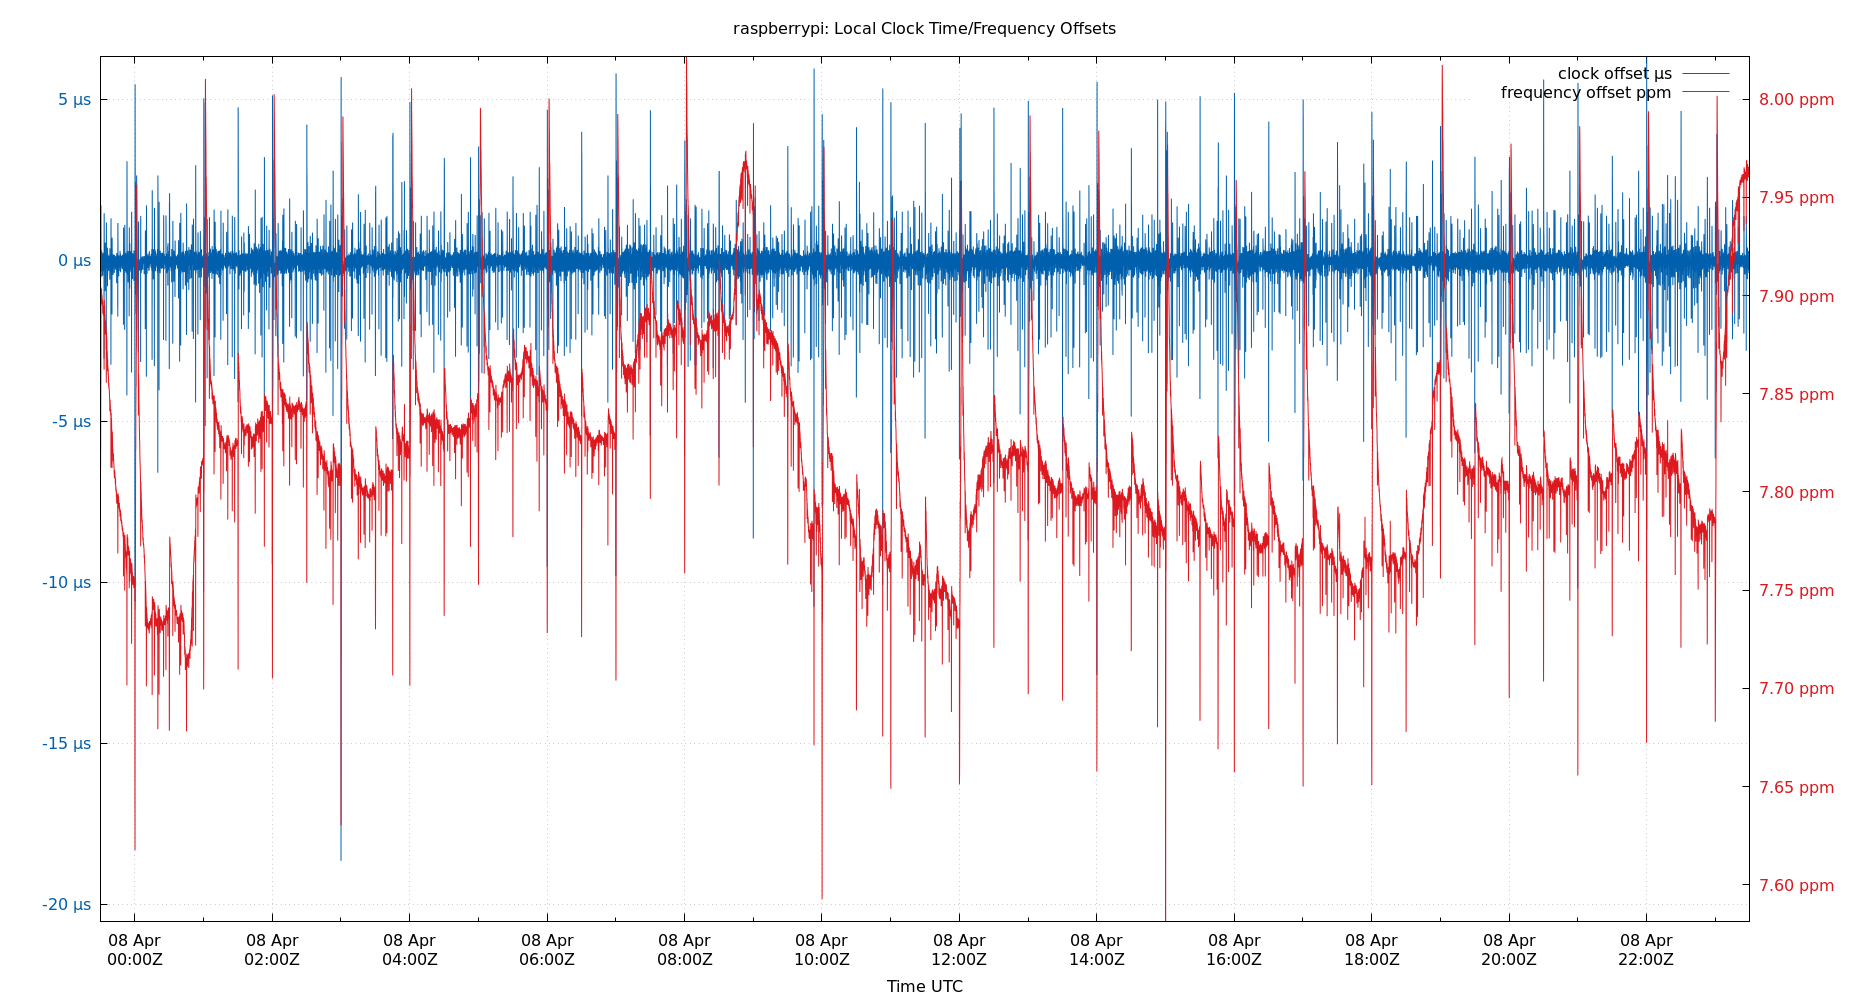 raspberrypi: Local Clock Time/Frequency Offsets
clock offset µs
frequency offset ppm
5 µs
0 µs
-5 µs
-10 µs
-15 µs
-20 µs
8.00 ppm
7.95 ppm
7.90 ppm
7.85 ppm
7.80 ppm
7.75 ppm
7.70 ppm
7.65 ppm
7.60 ppm
08 Apr 08 Apr 08 Apr 08 Apr 08 Apr 08 Apr 08 Apr 08 Apr 08 Apr 08 Apr 08 Apr 08 Apr
00:00Z 02:00Z 04:00Z 06:00Z 08:00Z 10:00Z 12:00Z 14:00Z 16:00Z 18:00Z 20:00Z 22:00Z
Time UTC